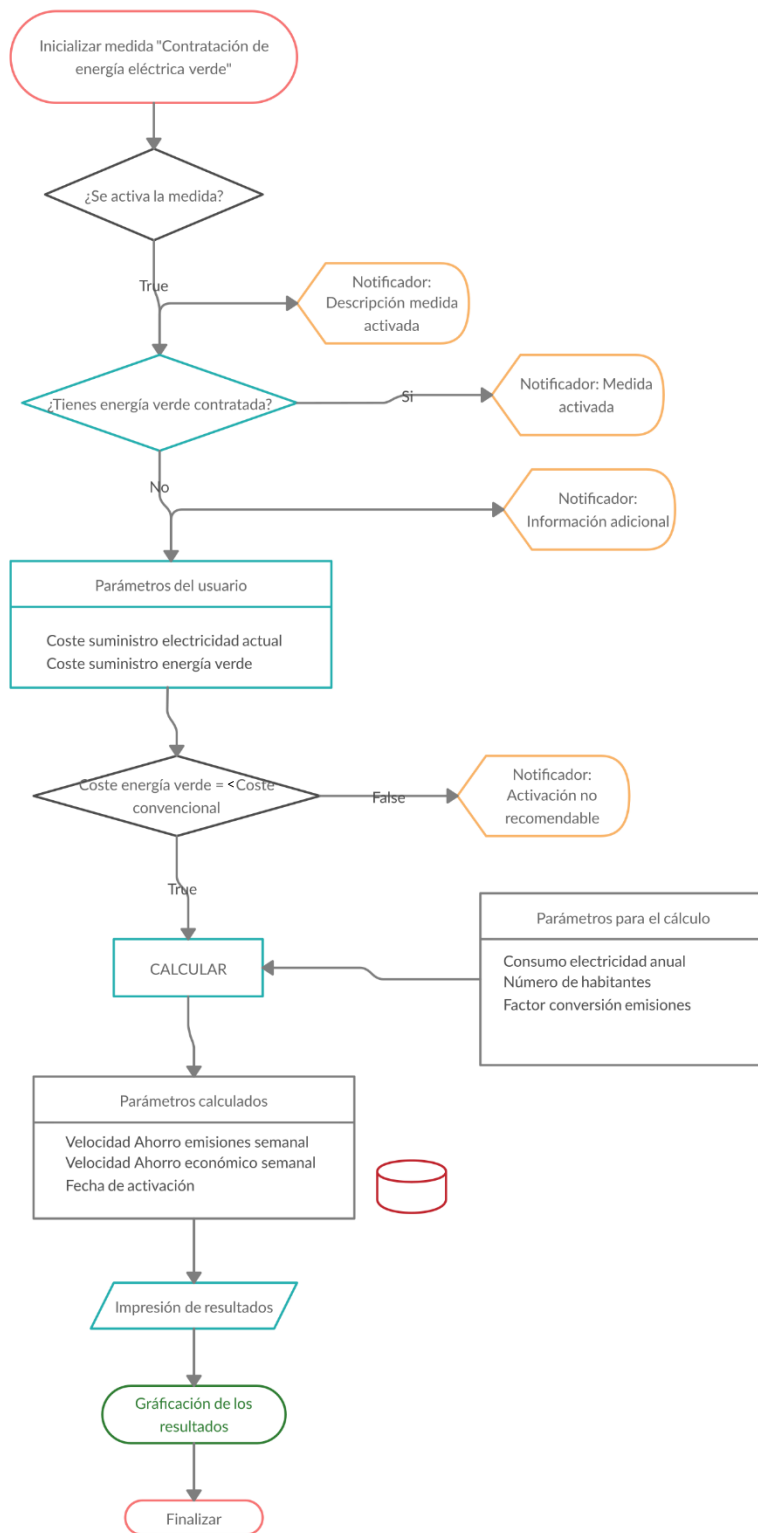 Inicializar medida "Contratación de
energía eléctrica verde"
¿Se activa la medida?
True
Notificador:
Descripción medida
activada
¿Tienes energía verde contratada?
Si
Notificador: Medida
activada
No
Notificador:
Información adicional
Parámetros del usuario
Coste suministro electricidad actual
Coste suministro energía verde
Coste energía verde = <Coste
convencional
False
Notificador:
Activación no
recomendable
True
CALCULAR
Parámetros para el cálculo
Consumo electricidad anual
Número de habitantes
Factor conversión emisiones
Parámetros calculados
Velocidad Ahorro emisiones semanal
Velocidad Ahorro económico semanal
Fecha de activación
Impresión de resultados
Gráficación de los
resultados
Finalizar